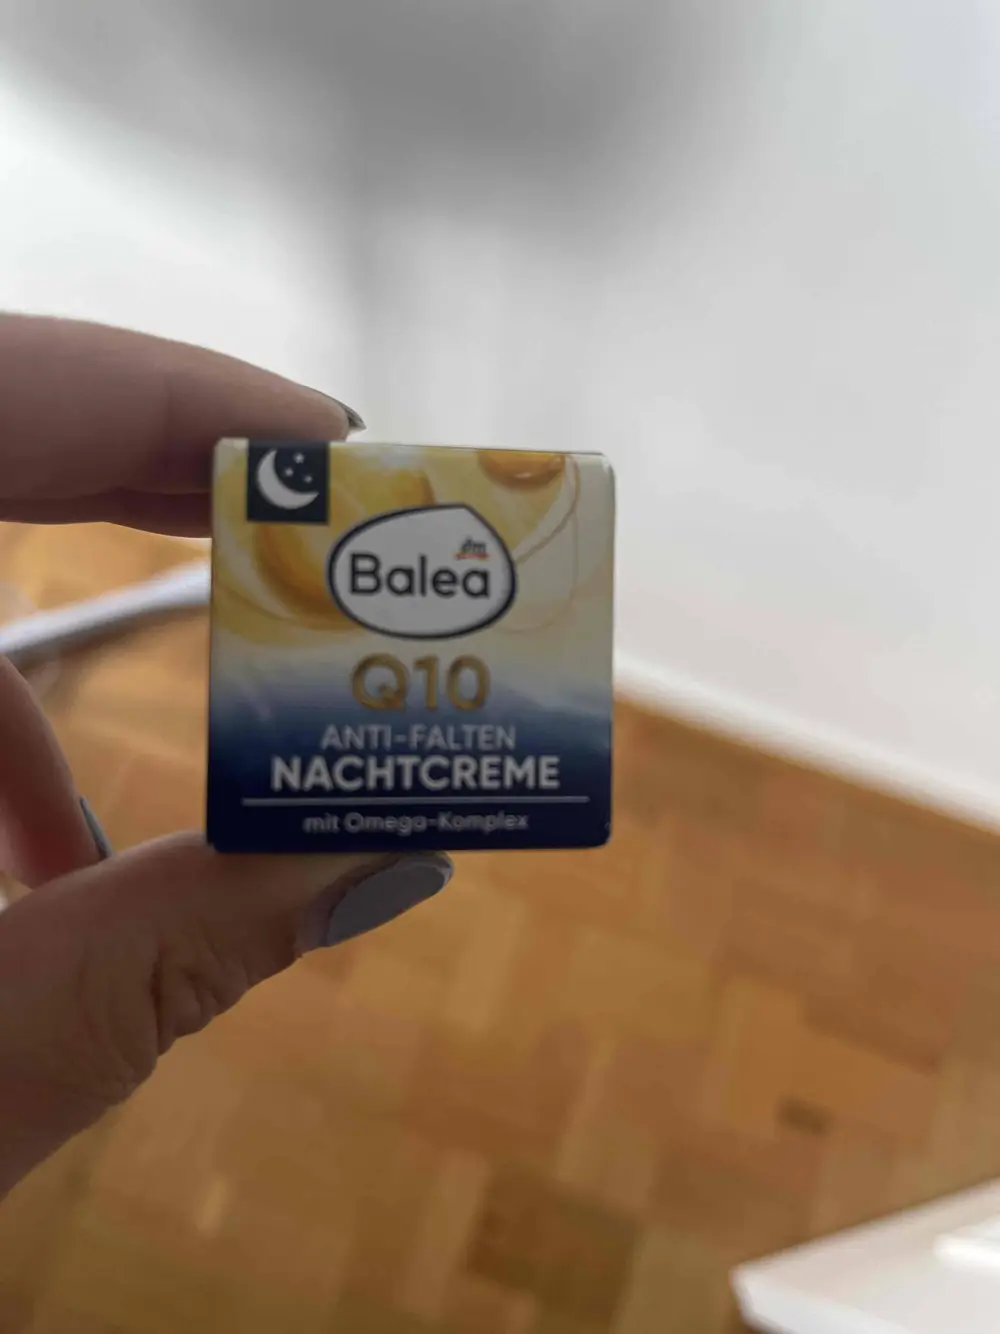 dm
Balea
Q10
ANTI-FALTEN
NACHTCREME
mit Omega-Komplex